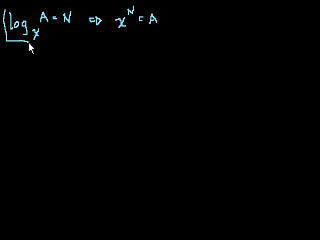 log_x A = N ⇒ x^N = A